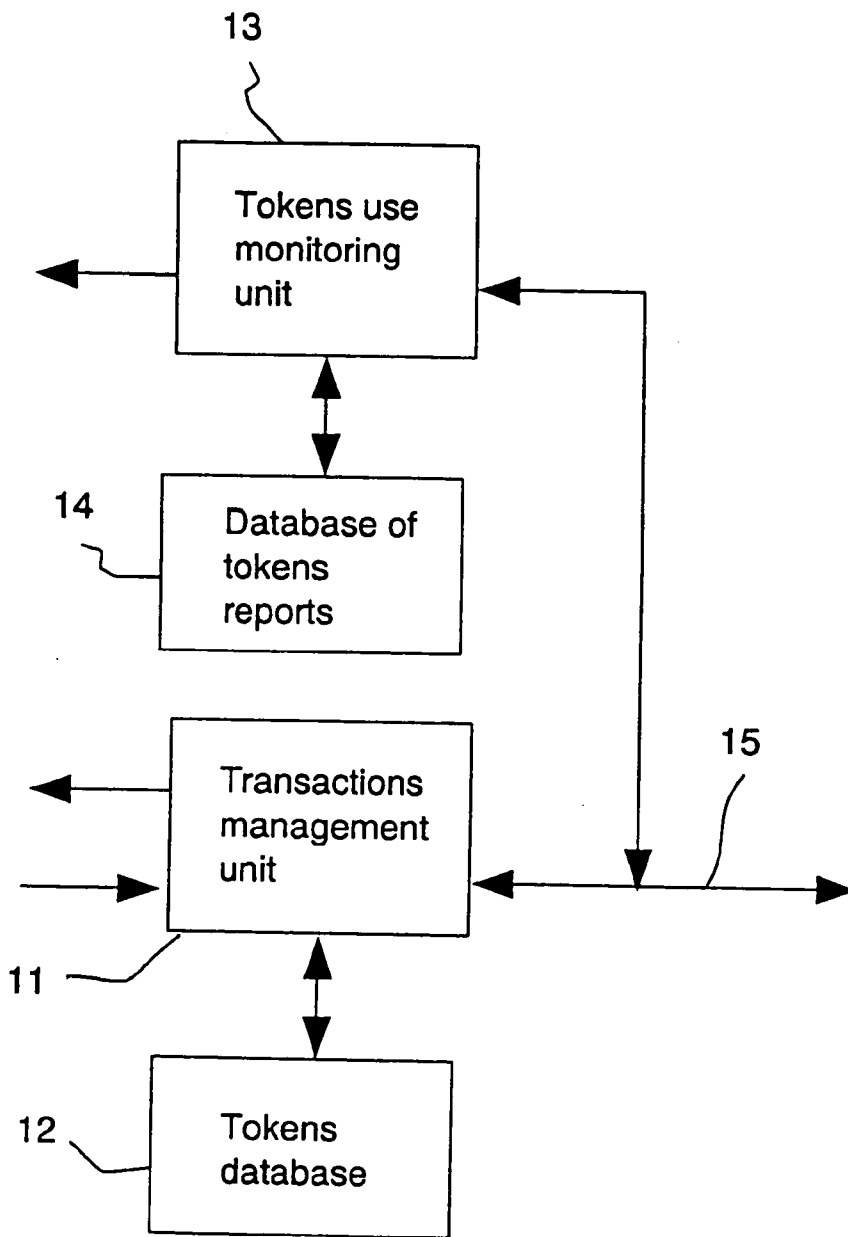 13
Tokens use
monitoring
unit
14
Database of
tokens
reports
15
Transactions
management
unit
11
12
Tokens
database